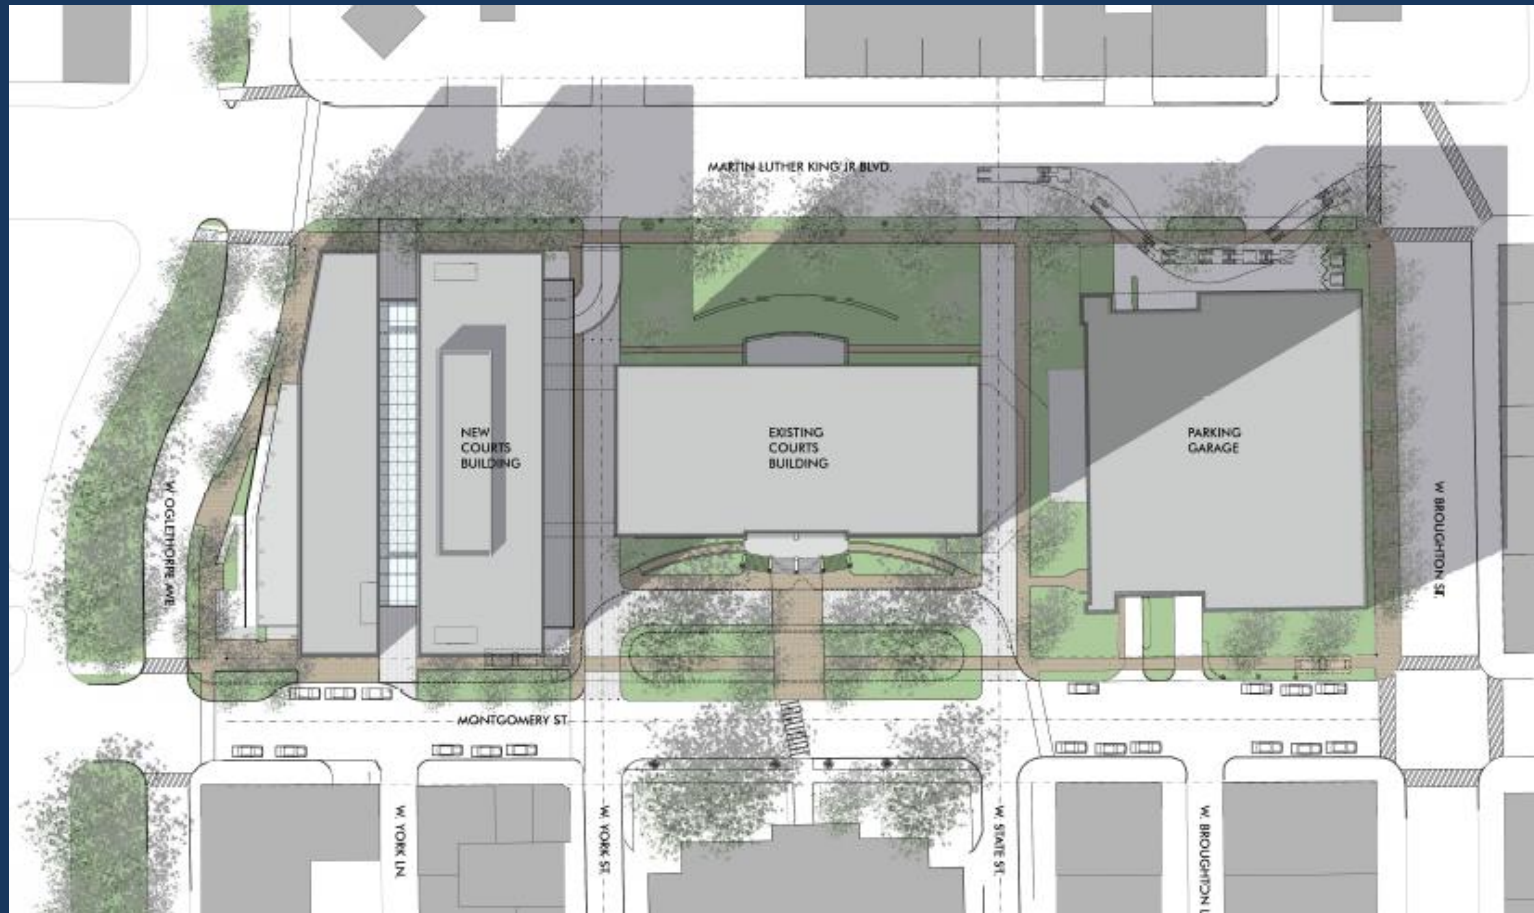 MARTIN LUTHER KING JR BLVD.
NEW
COURTS
BUILDING
EXISTING
COURTS
BUILDING
PARKING
GARAGE
W. OGLETHORPE AVE.
W. BROUGHTON ST.
MONTGOMERY ST.
W. YORK LN.
W. YORK ST.
W. STATE ST.
W. BROUGHTON L